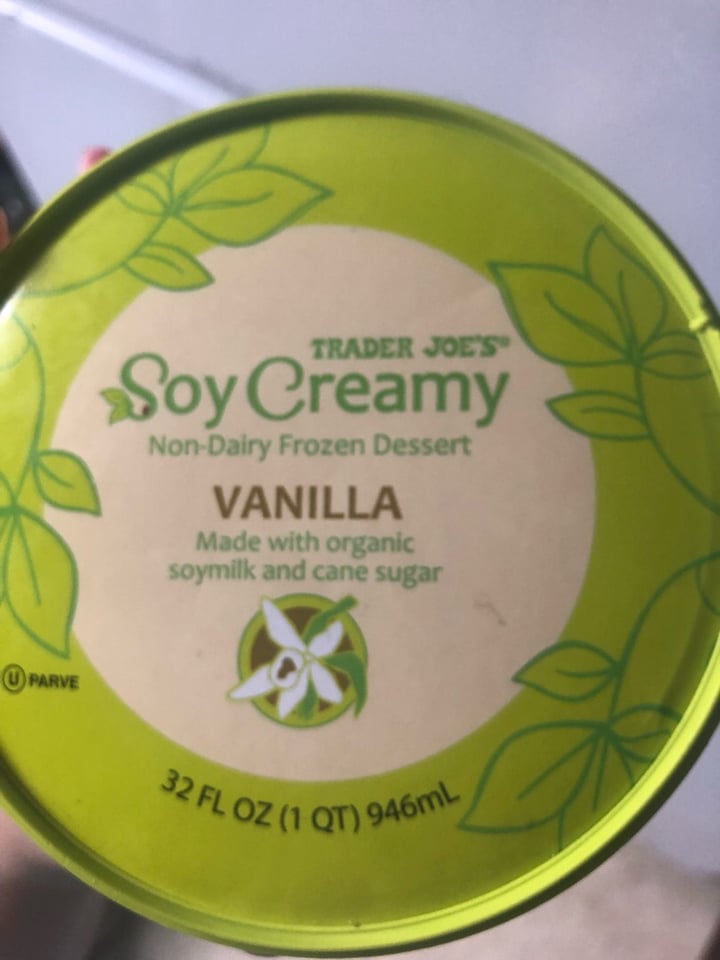 TRADER JOE'S®
Soy Creamy
Non-Dairy Frozen Dessert
VANILLA
Made with organic
soymilk and cane sugar
U PARVE
32 FL OZ (1 QT) 946mL